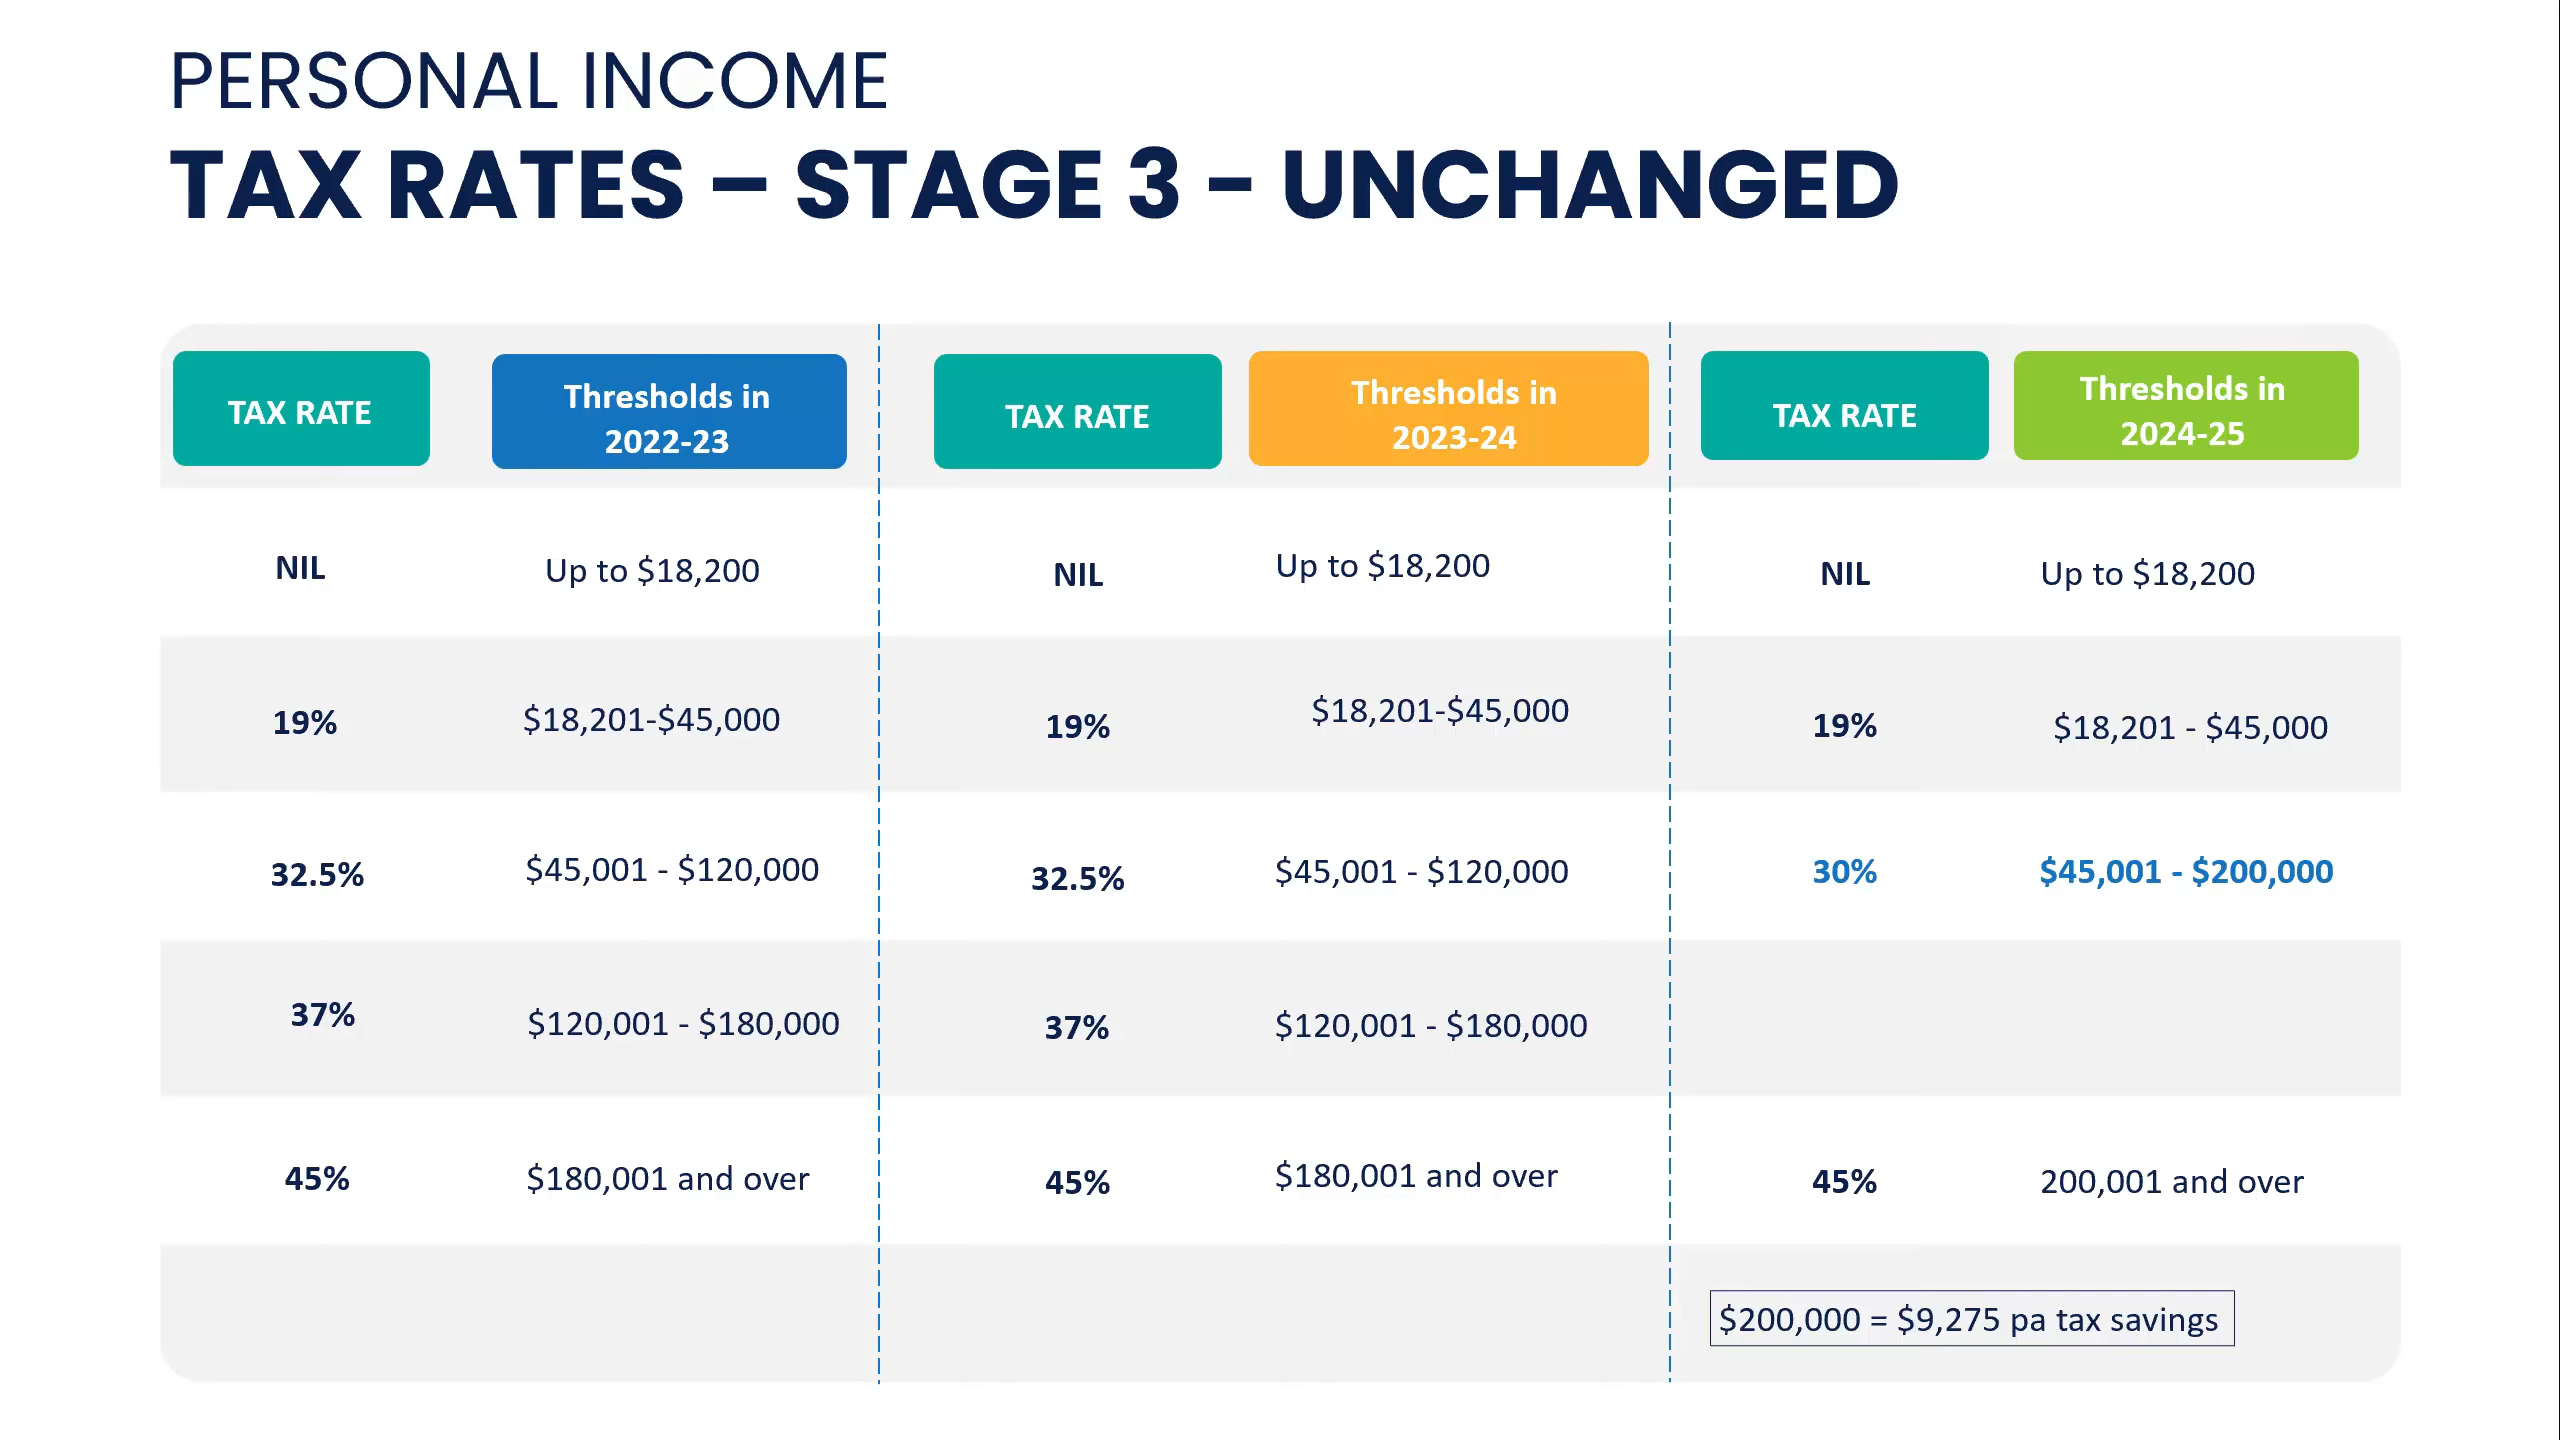 PERSONAL INCOME
TAX RATES – STAGE 3 - UNCHANGED
TAX RATE
Thresholds in
2022-23
TAX RATE
Thresholds in
2023-24
TAX RATE
Thresholds in
2024-25
NIL
Up to $18,200
NIL
Up to $18,200
NIL
Up to $18,200
19%
$18,201-$45,000
19%
$18,201-$45,000
19%
$18,201 - $45,000
32.5%
$45,001 - $120,000
32.5%
$45,001 - $120,000
30%
$45,001 - $200,000
37%
$120,001 - $180,000
37%
$120,001 - $180,000
45%
$180,001 and over
45%
$180,001 and over
45%
200,001 and over
$200,000 = $9,275 pa tax savings